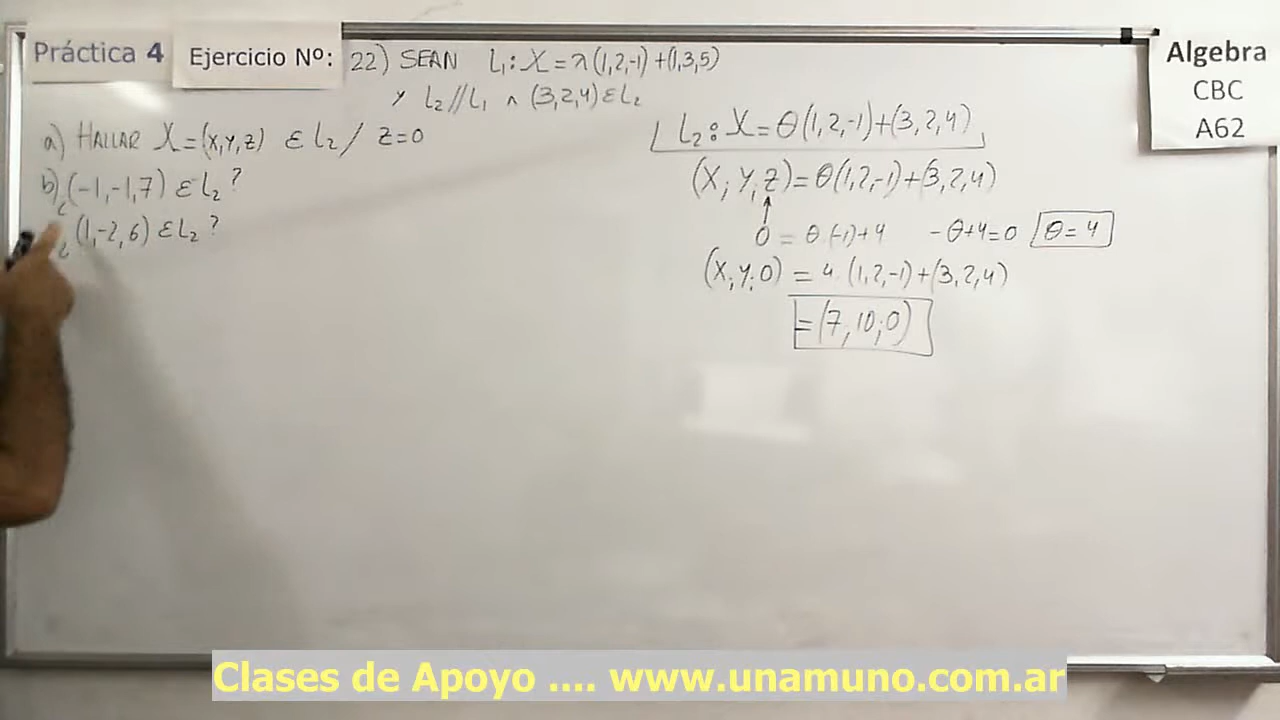 Práctica 4
Ejercicio Nº: 22) SEAN L₁: X = λ(1,2,-1)+(1,3,5)
y L₂//L₁ ∧ (3,2,4) ε L₂
a) HALLAR X = (x,y,z) ε L₂ / z=0
b) ¿(-1,-1,7) ε L₂?
¿(1,-2,6) ε L₂?
L₂: X = θ(1,2,-1)+(3,2,4)
(X, Y, Z) = θ(1,2,-1)+(3,2,4)
0 = θ(-1)+4 -θ+4=0 θ=4
(X; Y; 0) = 4.(1,2,-1)+(3,2,4)
=(7,10;0)
Algebra
CBC
A62
Clases de Apoyo .... www.unamuno.com.ar